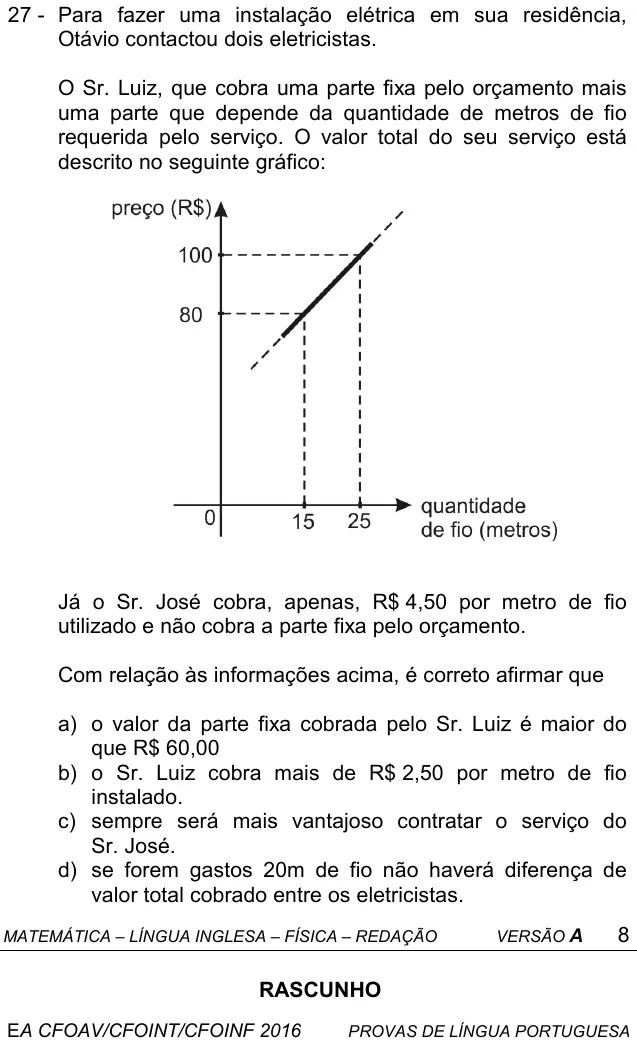 27 - Para fazer uma instalação elétrica em sua residência,
Otávio contactou dois eletricistas.
O Sr. Luiz, que cobra uma parte fixa pelo orçamento mais
uma parte que depende da quantidade de metros de fio
requerida pelo serviço. O valor total do seu serviço está
descrito no seguinte gráfico:
preço (R$)
100
80
0
15
25
quantidade
de fio (metros)
Já o Sr. José cobra, apenas, R$ 4,50 por metro de fio
utilizado e não cobra a parte fixa pelo orçamento.
Com relação às informações acima, é correto afirmar que
a) o valor da parte fixa cobrada pelo Sr. Luiz é maior do
que R$ 60,00
b) o Sr. Luiz cobra mais de R$ 2,50 por metro de fio
instalado.
c) sempre será mais vantajoso contratar o serviço do
Sr. José.
d) se forem gastos 20m de fio não haverá diferença de
valor total cobrado entre os eletricistas.
MATEMÁTICA – LÍNGUA INGLESA – FÍSICA – REDAÇÃO VERSÃO A 8
RASCUNHO
EA CFOAV/CFOINT/CFOINF 2016 PROVAS DE LÍNGUA PORTUGUESA